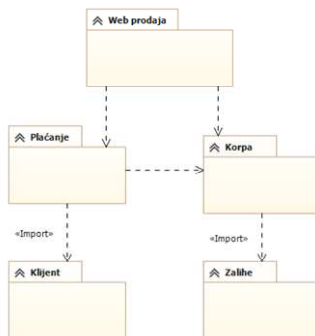 Web prodaja
Plaćanje
Korpa
«Import»
«Import»
Klijent
Zalihe